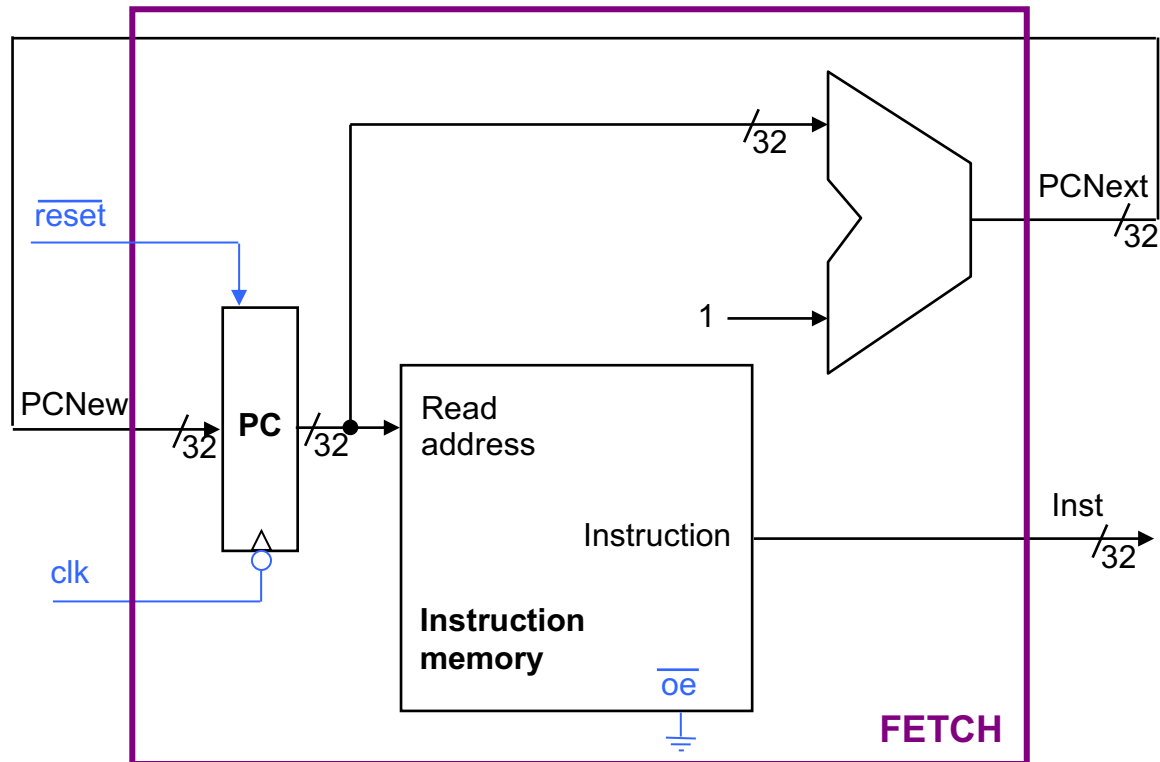 32
PCNext
32
reset
1
PCNew
32
PC
32
Read
address
Inst
32
Instruction
clk
Instruction
memory
oe
FETCH